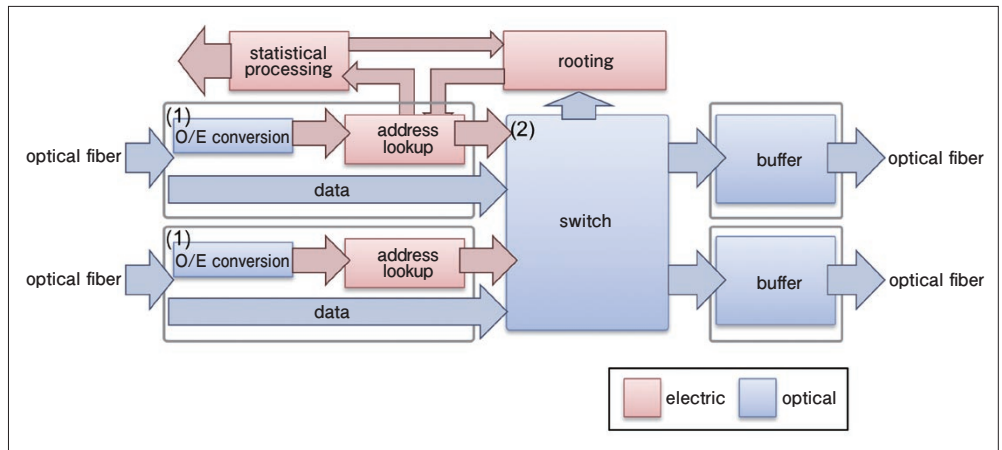 statistical
processing
rooting
(1)
O/E conversion
address
lookup
(2)
optical fiber
data
switch
buffer
optical fiber
(1)
O/E conversion
address
lookup
optical fiber
data
buffer
optical fiber
electric
optical